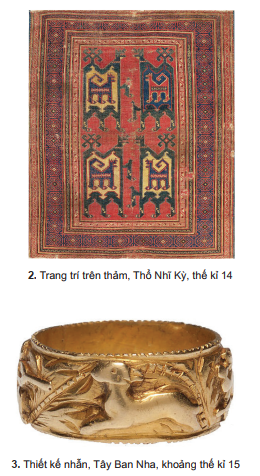 2. Trang trí trên thảm, Thổ Nhĩ Kỳ, thế kỉ 14
3. Thiết kế nhẫn, Tây Ban Nha, khoảng thế kỉ 15